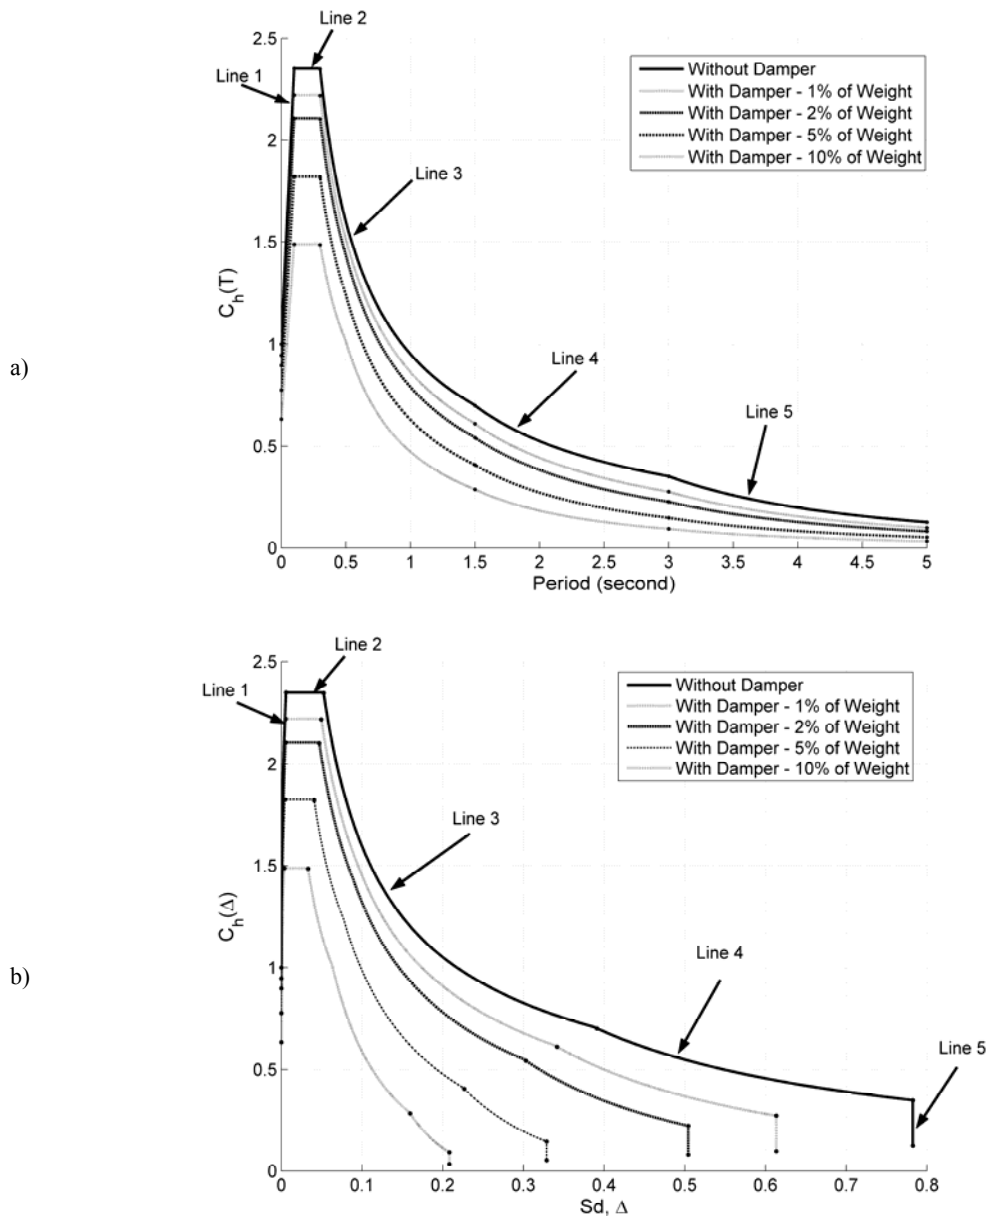 a)
Line 2
Line 1
2.5
2
1.5
1
0.5
0
C_h(T)
Without Damper
With Damper - 1% of Weight
With Damper - 2% of Weight
With Damper - 5% of Weight
With Damper - 10% of Weight
Line 3
Line 4
Line 5
0 0.5 1 1.5 2 2.5 3 3.5 4 4.5 5
Period (second)
b)
Line 2
Line 1
2.5
2
1.5
1
0.5
0
C_h(Δ)
Without Damper
With Damper - 1% of Weight
With Damper - 2% of Weight
With Damper - 5% of Weight
With Damper - 10% of Weight
Line 3
Line 4
Line 5
0 0.1 0.2 0.3 0.4 0.5 0.6 0.7 0.8
Sd, Δ